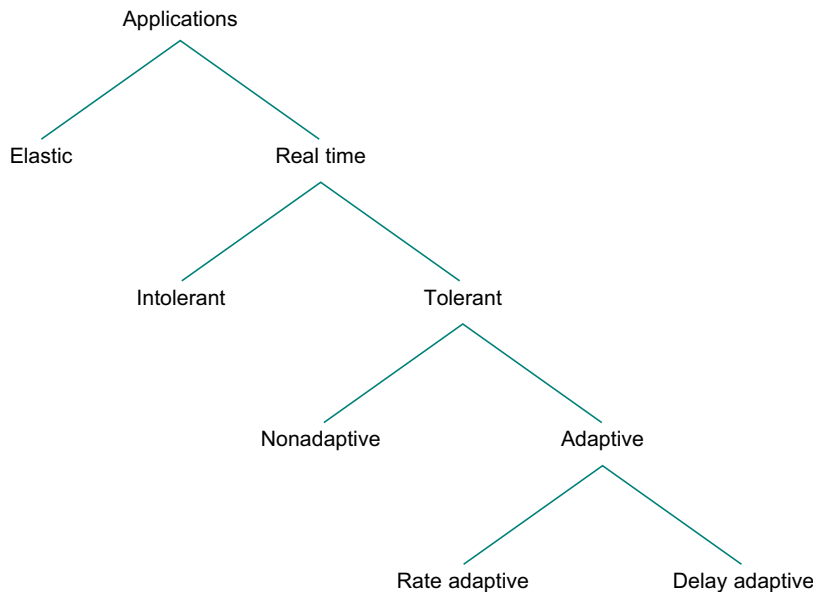 Applications
Elastic
Real time
Intolerant
Tolerant
Nonadaptive
Adaptive
Rate adaptive
Delay adaptive